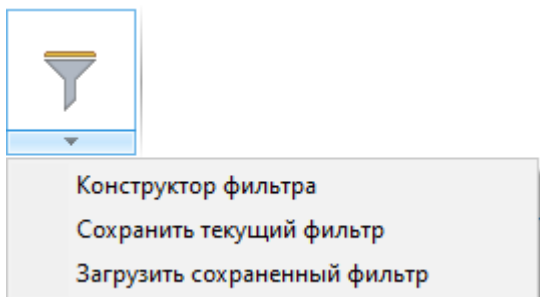 Конструктор фильтра
Сохранить текущий фильтр
Загрузить сохраненный фильтр